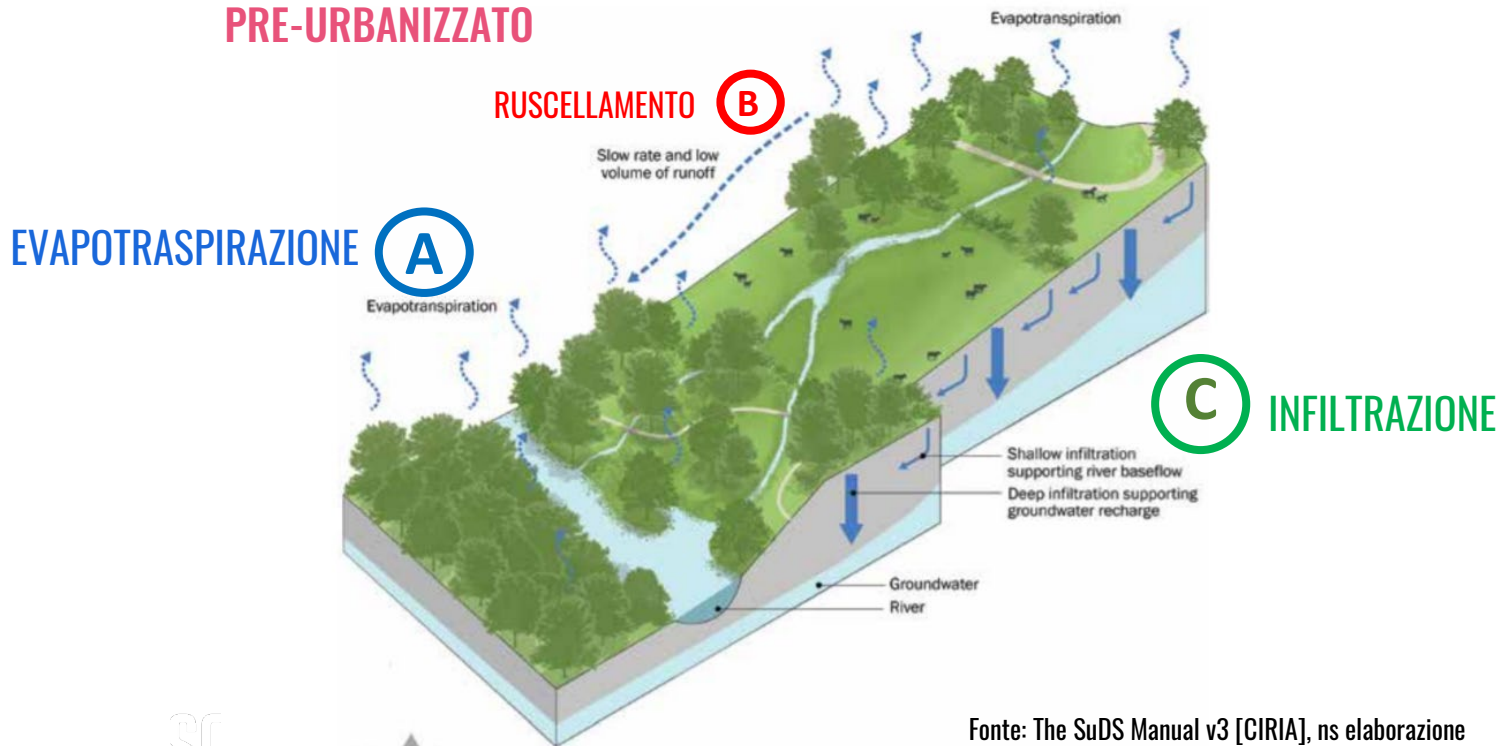 PRE-URBANIZZATO
Evapotranspiration
RUSCELLAMENTO B
Slow rate and low
volume of runoff
EVAPOTRASPIRAZIONE A
Evapotranspiration
C INFILTRAZIONE
Shallow infiltration
supporting river baseflow
Deep infiltration supporting
groundwater recharge
Groundwater
River
Fonte: The SuDS Manual v3 [CIRIA], ns elaborazione